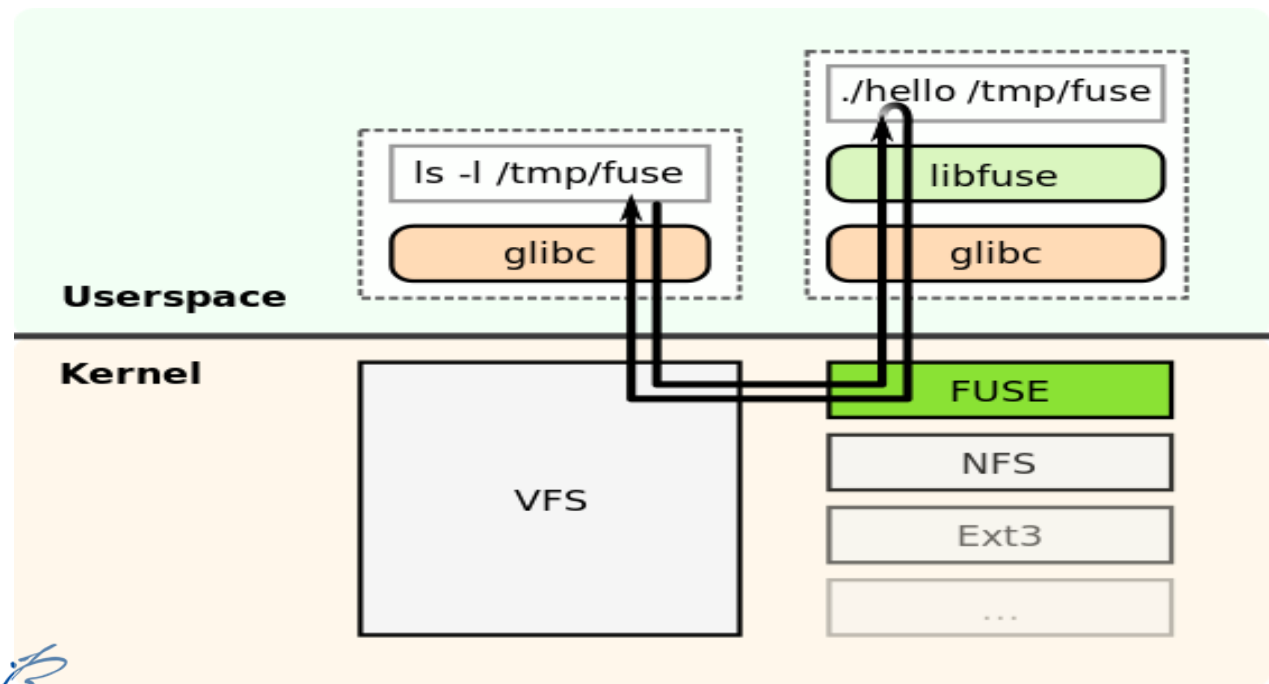 ./hello /tmp/fuse
ls -l /tmp/fuse
libfuse
glibc
glibc
Userspace
Kernel
FUSE
NFS
VFS
Ext3
...